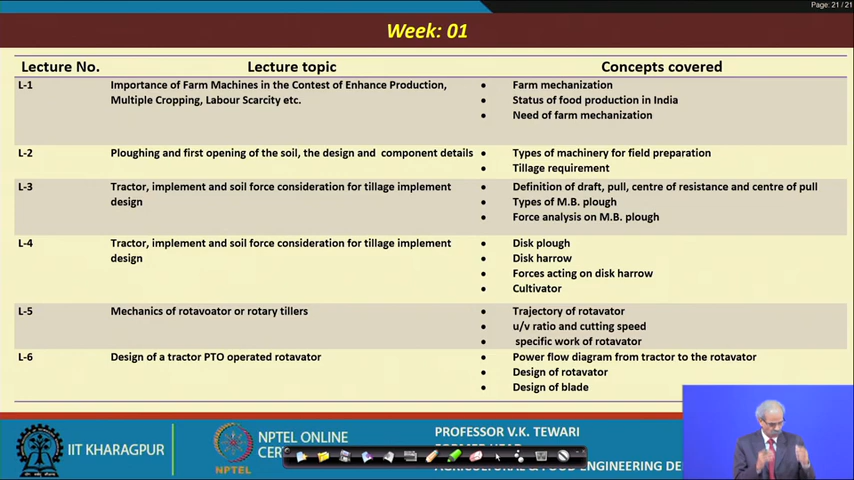 Page: 21 / 21
Week: 01
Lecture No. Lecture topic Concepts covered
L-1 Importance of Farm Machines in the Contest of Enhance Production, • Farm mechanization
Multiple Cropping, Labour Scarcity etc. • Status of food production in India
• Need of farm mechanization
L-2 Ploughing and first opening of the soil, the design and component details • Types of machinery for field preparation
• Tillage requirement
L-3 Tractor, implement and soil force consideration for tillage implement • Definition of draft, pull, centre of resistance and centre of pull
design • Types of M.B. plough
• Force analysis on M.B. plough
L-4 Tractor, implement and soil force consideration for tillage implement • Disk plough
design • Disk harrow
• Forces acting on disk harrow
• Cultivator
L-5 Mechanics of rotavoator or rotary tillers • Trajectory of rotavator
• u/v ratio and cutting speed
• specific work of rotavator
L-6 Design of a tractor PTO operated rotavator • Power flow diagram from tractor to the rotavator
• Design of rotavator
• Design of blade
IIT KHARAGPUR
NPTEL
NPTEL ONLINE
PROFESSOR V.K. TEWARI
AGRICULTURAL & FOOD ENGINEERING DE